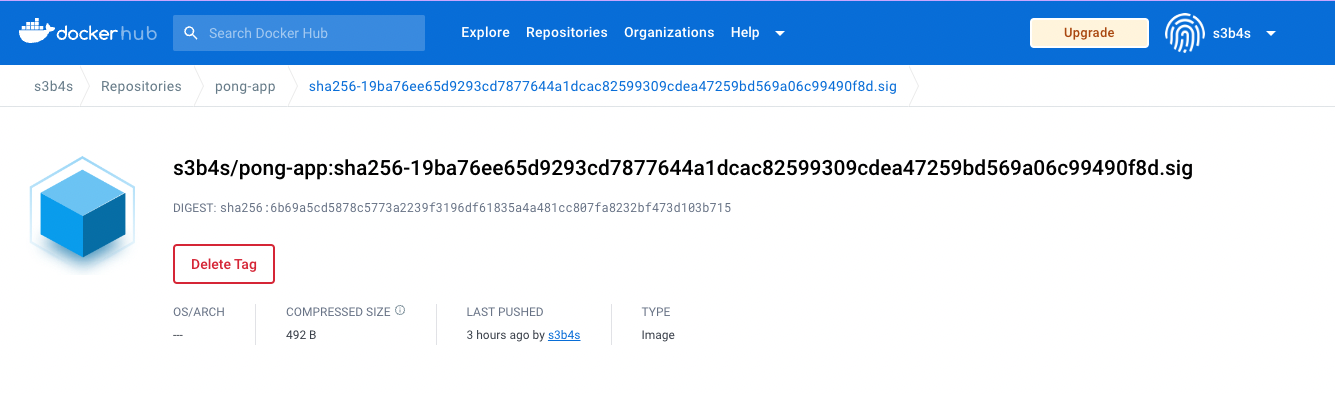 dockerhub Search Docker Hub Explore Repositories Organizations Help Upgrade s3b4s
s3b4s Repositories pong-app sha256-19ba76ee65d9293cd7877644a1dcac82599309cdea47259bd569a06c99490f8d.sig
s3b4s/pong-app:sha256-19ba76ee65d9293cd7877644a1dcac82599309cdea47259bd569a06c99490f8d.sig
DIGEST: sha256:6b69a5cd5878c5773a2239f3196df61835a4a481cc807fa8232bf473d103b715
Delete Tag
OS/ARCH COMPRESSED SIZE LAST PUSHED TYPE
--- 492 B 3 hours ago by s3b4s Image